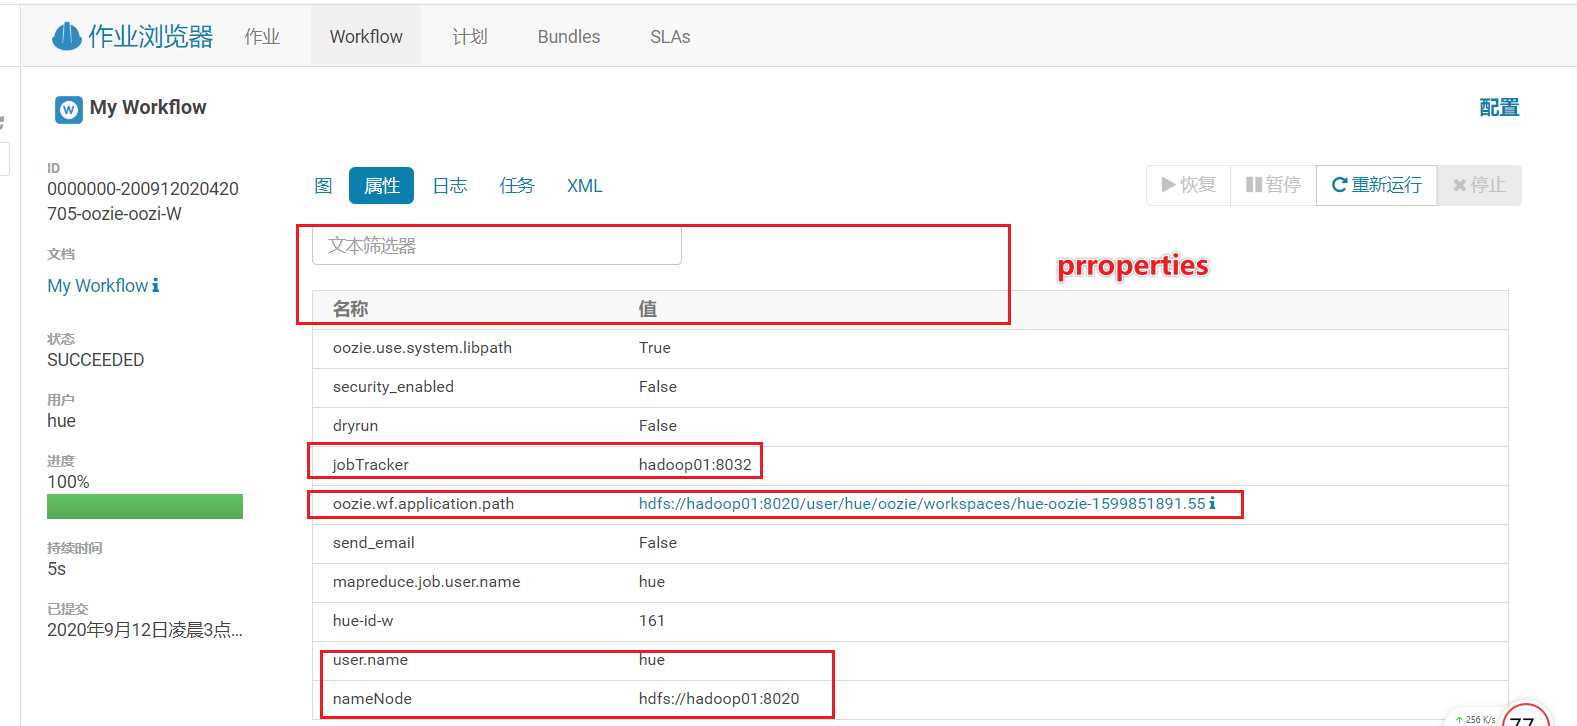 作业浏览器 作业 Workflow 计划 Bundles SLAs
W My Workflow 配置
ID
0000000-200912020420
705-oozie-oozi-W
文档
My Workflow
状态
SUCCEEDED
用户
hue
进度
100%
持续时间
5s
已提交
2020年9月12日凌晨3点...
图 属性 日志 任务 XML 恢复 暂停 重新运行 停止
文本筛选器
prroperties
名称 值
oozie.use.system.libpath True
security_enabled False
dryrun False
jobTracker hadoop01:8032
oozie.wf.application.path hdfs://hadoop01:8020/user/hue/oozie/workspaces/hue-oozie-1599851891.55
send_email False
mapreduce.job.user.name hue
hue-id-w 161
user.name hue
nameNode hdfs://hadoop01:8020
↑ 256 K/s 77